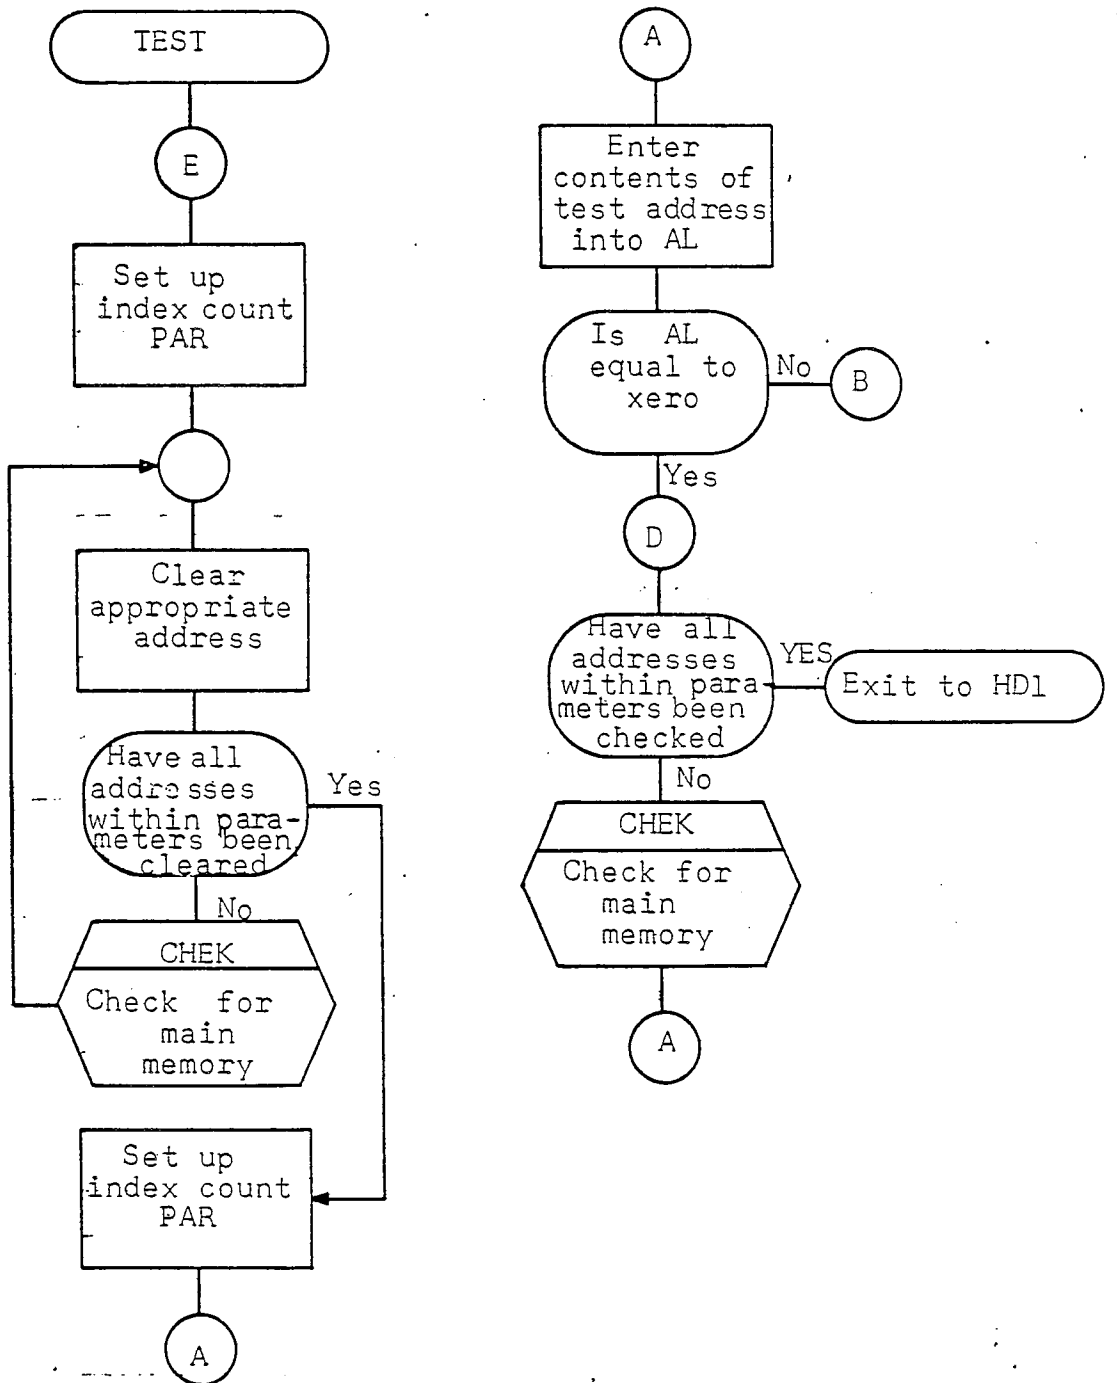 TEST
E
Set up
index count
PAR
Clear
appropriate
address
Have all
addresses
within para-
meters been
cleared
Yes
No
CHEK
Check for
main
memory
Set up
index count
PAR
A
A
Enter
contents of
test address
into AL
Is AL
equal to
xero
No
B
Yes
D
Have all
addresses
within para
meters been
checked
YES
Exit to HD1
No
CHEK
Check for
main
memory
A